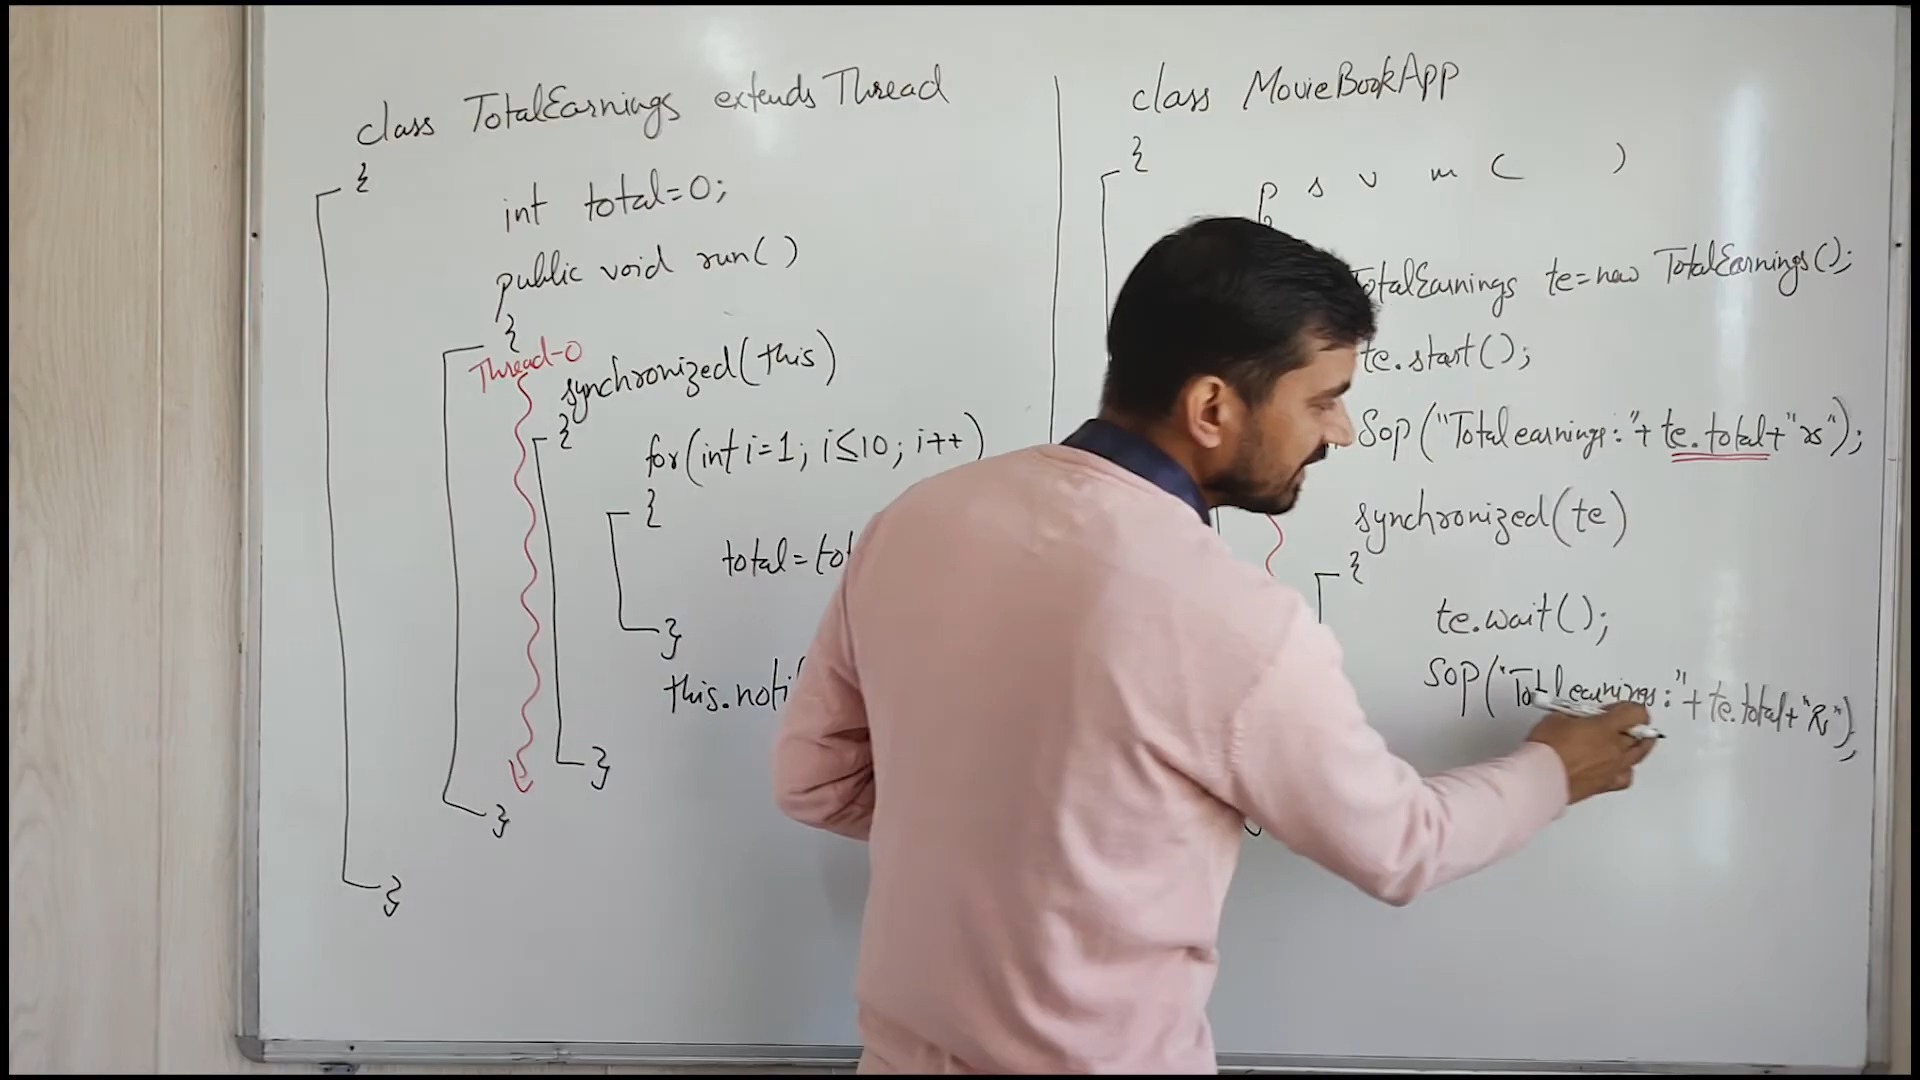 class TotalEarnings extends Thread
{
int total=0;
public void run()
{
Thread-0
synchronized(this)
{
for(int i=1; i≤10; i++)
{
total=tot
}
this.noti
}
}
}
class MovieBookApp
{
p s v m ( )
TotalEarnings te=new TotalEarnings();
te.start();
Sop("Total earnings:"+ te.total+"rs");
synchronized(te)
{
te.wait();
Sop("Total earnings:"+te.total+"Rs");